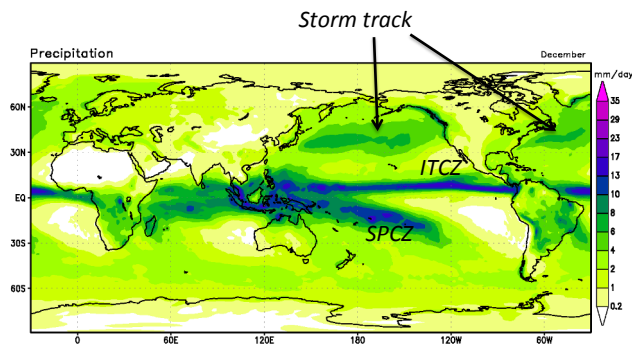 Storm track
Precipitation
December
mm/day
60N
30N
EQ
30S
60S
ITCZ
SPCZ
35
29
23
17
13
10
8
6
4
2
1
0.2
0
60E
120E
180
120W
60W